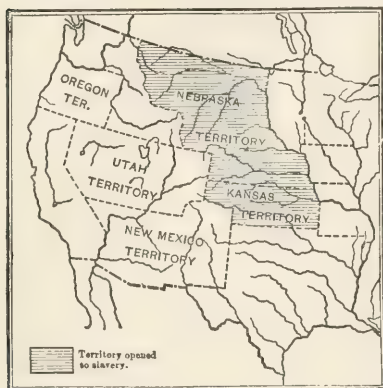 OREGON
TER.
NEBRASKA
TERRITORY
UTAH
TERRITORY
KANSAS
TERRITORY
NEW MEXICO
TERRITORY
Territory opened
to slavery.